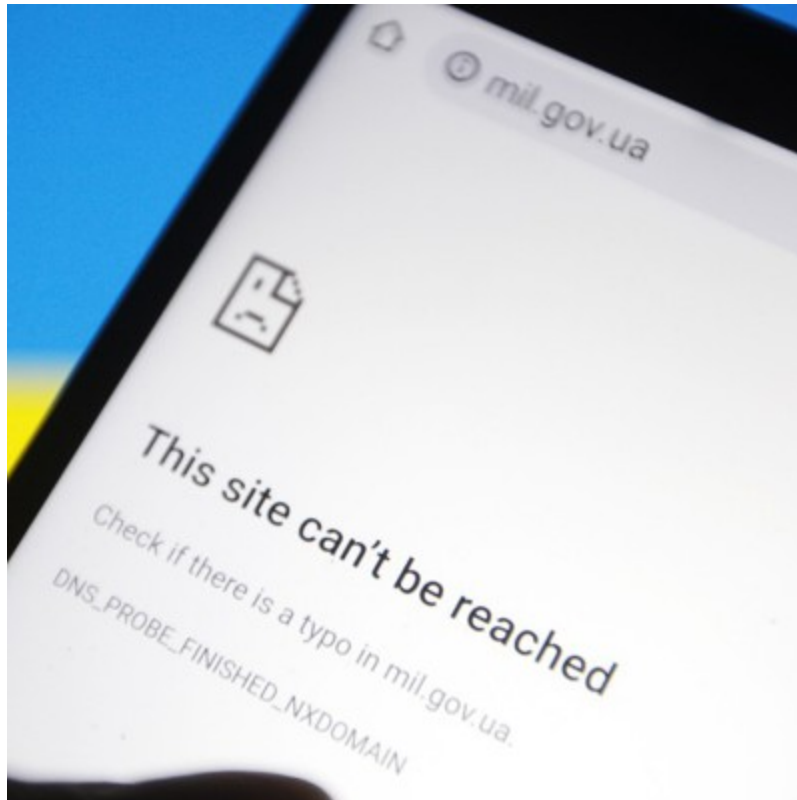 mil.gov.ua
This site can't be reached
Check if there is a typo in mil.gov.ua.
DNS_PROBE_FINISHED_NXDOMAIN